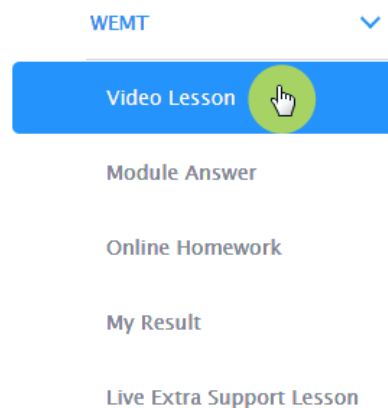 WEMT
Video Lesson
Module Answer
Online Homework
My Result
Live Extra Support Lesson